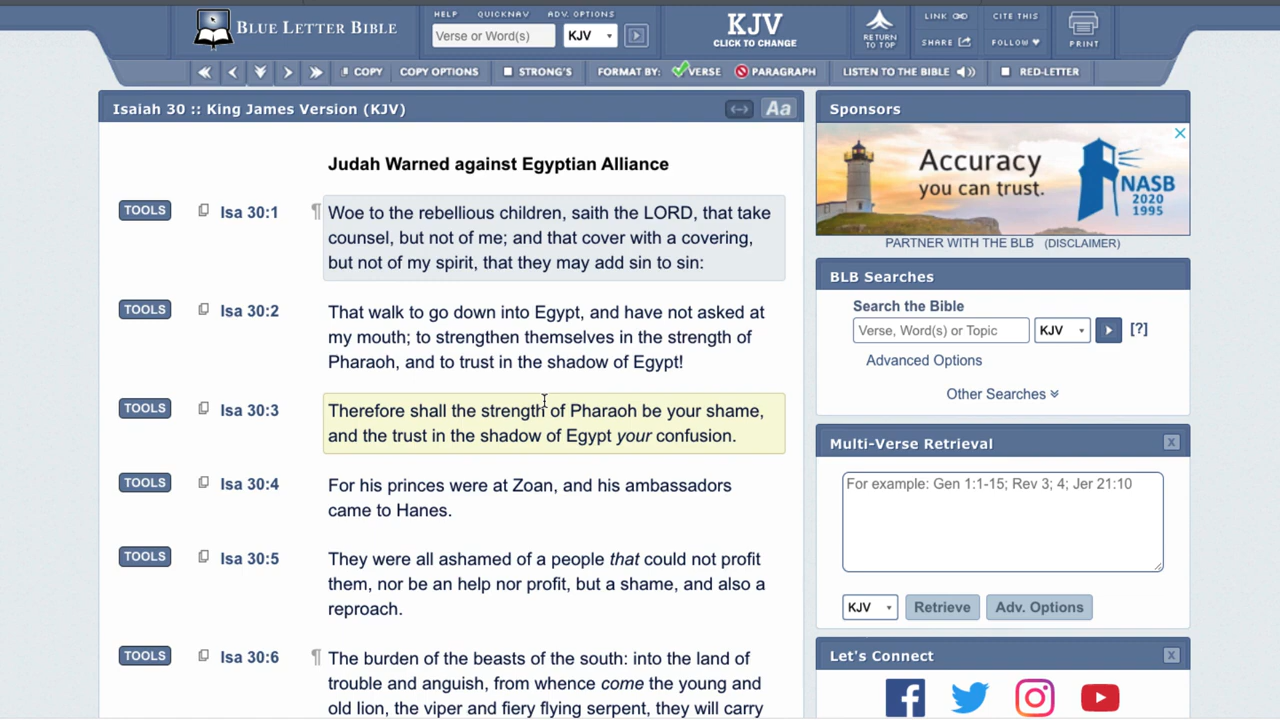 BLUE LETTER BIBLE
HELP QUICKNAV ADV. OPTIONS
Verse or Word(s) KJV
KJV
CLICK TO CHANGE
RETURN
TO TOP
LINK
SHARE
CITE THIS
FOLLOW
PRINT
COPY COPY OPTIONS STRONG'S FORMAT BY: VERSE PARAGRAPH LISTEN TO THE BIBLE RED-LETTER
Isaiah 30 :: King James Version (KJV)
Aa
Judah Warned against Egyptian Alliance
TOOLS Isa 30:1 ¶ Woe to the rebellious children, saith the LORD, that take
counsel, but not of me; and that cover with a covering,
but not of my spirit, that they may add sin to sin:
TOOLS Isa 30:2 That walk to go down into Egypt, and have not asked at
my mouth; to strengthen themselves in the strength of
Pharaoh, and to trust in the shadow of Egypt!
TOOLS Isa 30:3 Therefore shall the strength of Pharaoh be your shame,
and the trust in the shadow of Egypt your confusion.
TOOLS Isa 30:4 For his princes were at Zoan, and his ambassadors
came to Hanes.
TOOLS Isa 30:5 They were all ashamed of a people that could not profit
them, nor be an help nor profit, but a shame, and also a
reproach.
TOOLS Isa 30:6 ¶ The burden of the beasts of the south: into the land of
trouble and anguish, from whence come the young and
old lion, the viper and fiery flying serpent, they will carry
Sponsors
Accuracy
you can trust.
NASB
2020
1995
PARTNER WITH THE BLB (DISCLAIMER)
BLB Searches
Search the Bible
Verse, Word(s) or Topic KJV [?]
Advanced Options
Other Searches
Multi-Verse Retrieval X
For example: Gen 1:1-15; Rev 3; 4; Jer 21:10
KJV Retrieve Adv. Options
Let's Connect X